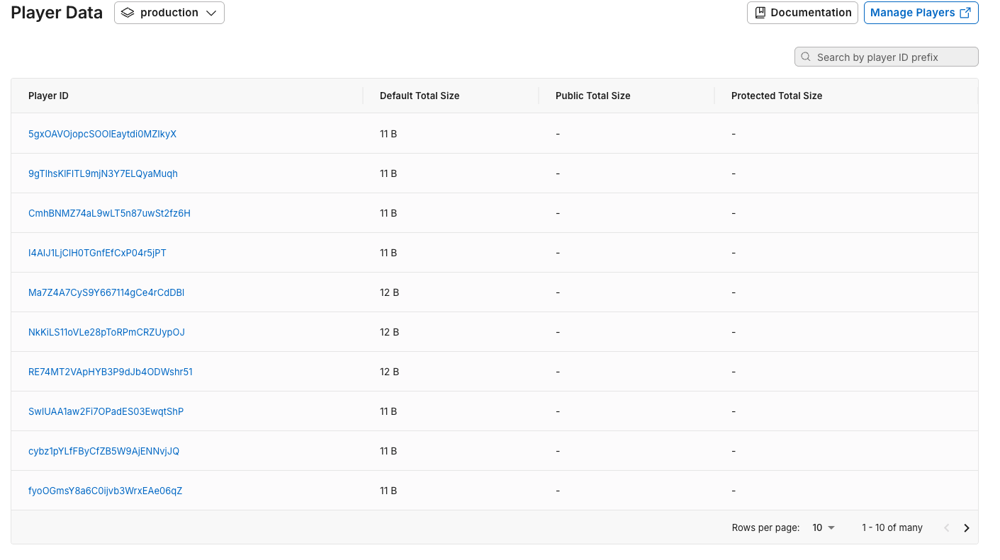 Player Data
production
Documentation
Manage Players
Search by player ID prefix
Player ID Default Total Size Public Total Size Protected Total Size
5gxOAVOjopcSOOlEaytdi0MZIkyX 11 B - -
9gTlhsKlFlTL9mjN3Y7ELQyaMuqh 11 B - -
CmhBNMZ74aL9wLT5n87uwSt2fz6H 11 B - -
I4AlJ1LjClH0TGnfEfCxP04r5jPT 11 B - -
Ma7Z4A7CyS9Y667114gCe4rCdDBl 12 B - -
NkKiLS11oVLe28pToRPmCRZUypOJ 12 B - -
RE74MT2VApHYB3P9dJb4ODWshr51 12 B - -
SwlUAA1aw2Fi7OPadES03EwqtShP 11 B - -
cybz1pYLfFByCfZB5W9AjENNvjJQ 11 B - -
fyoOGmsY8a6C0ijvb3WrxEAe06qZ 11 B - -
Rows per page: 10 1 - 10 of many